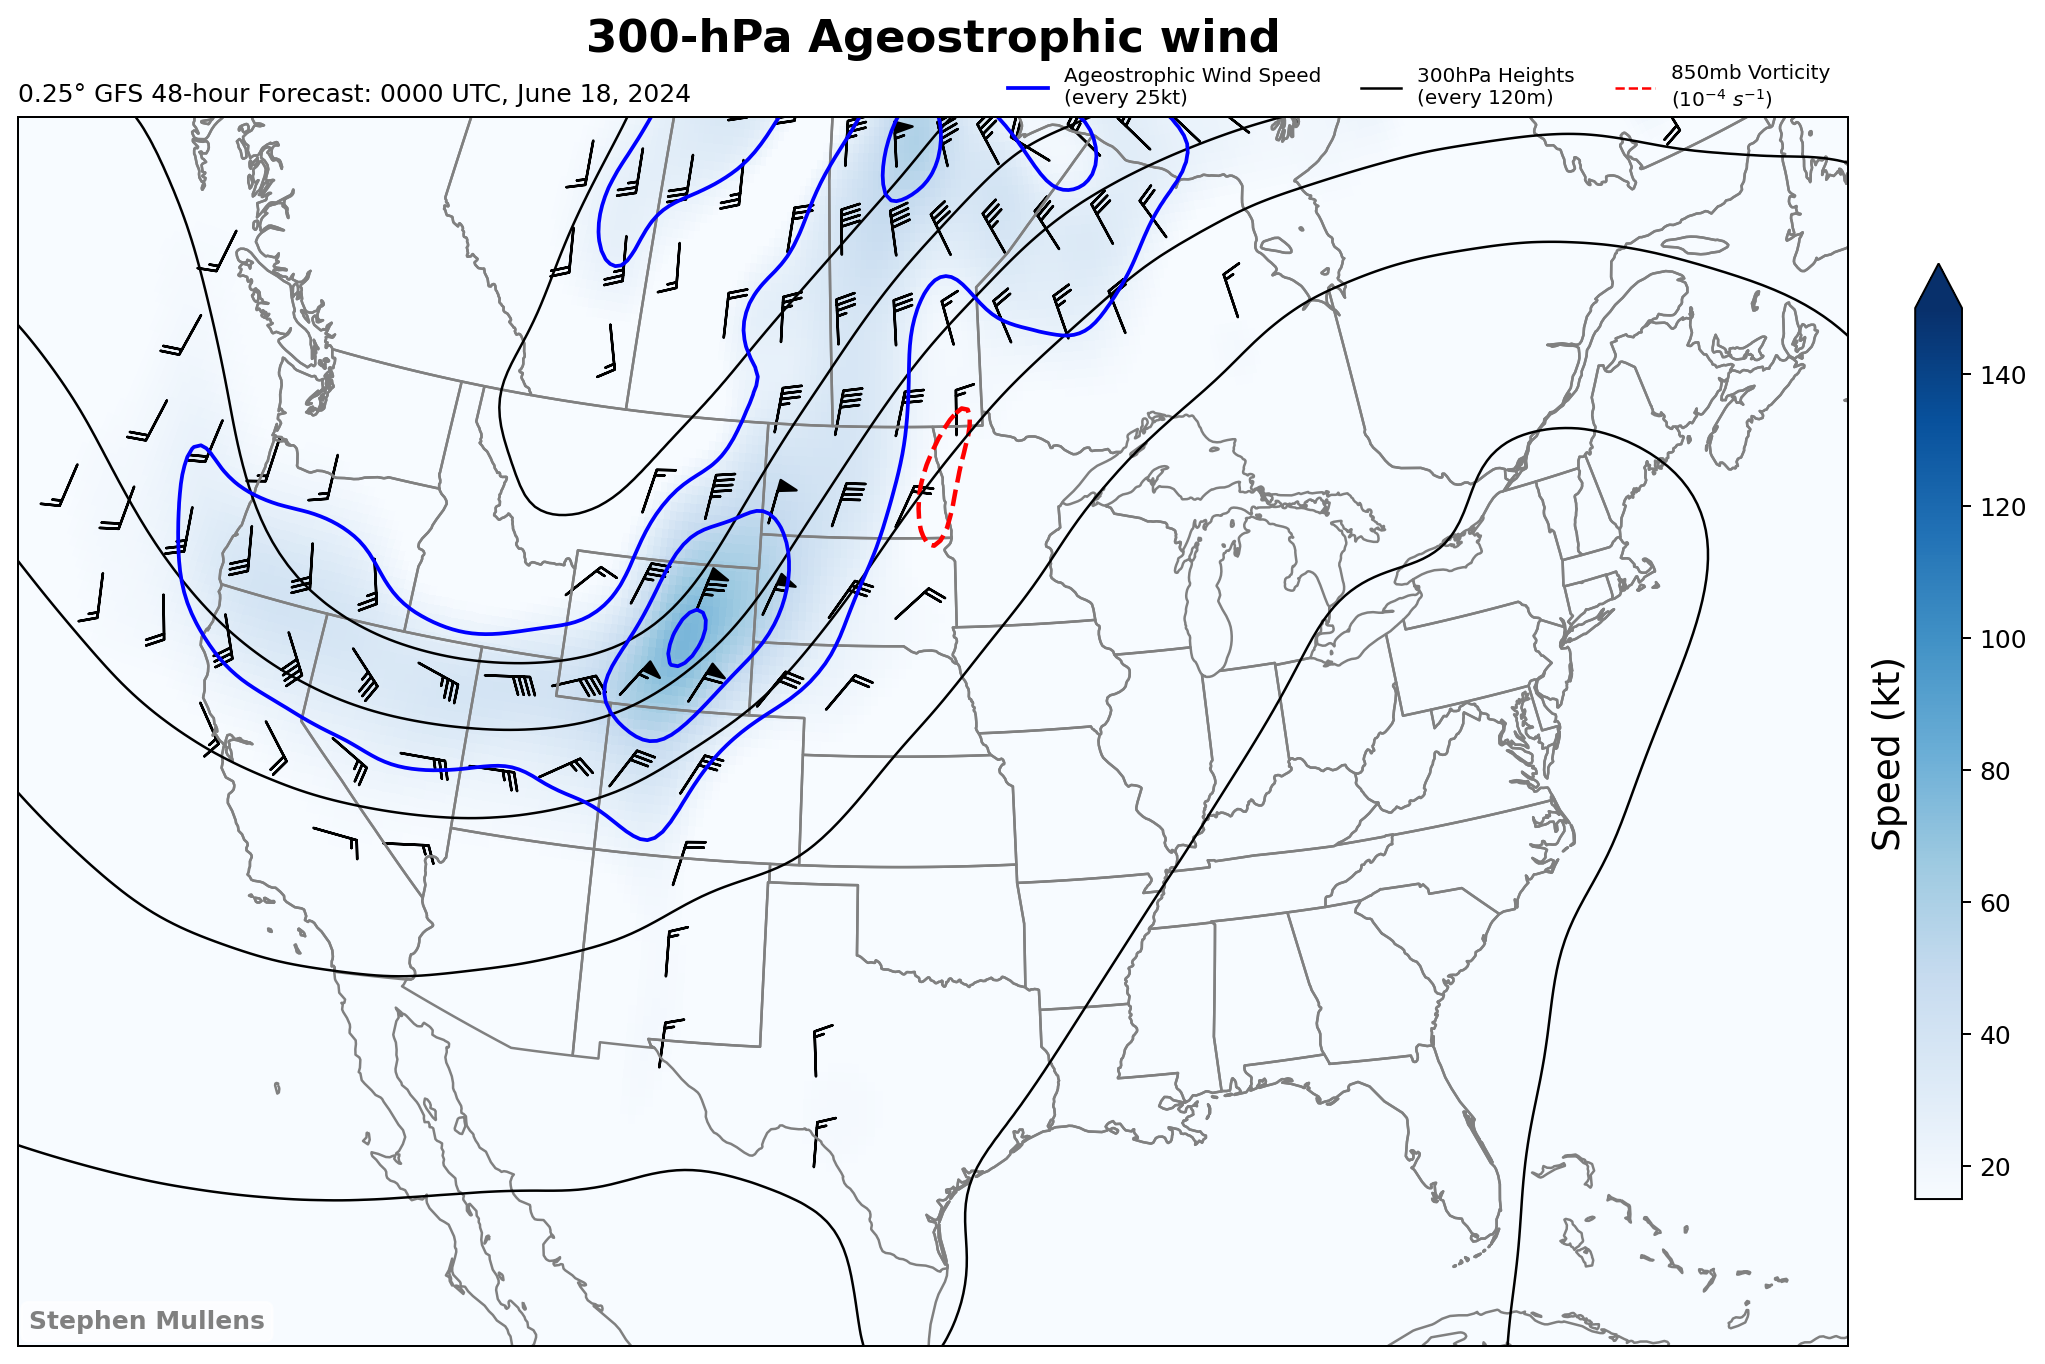 300-hPa Ageostrophic wind
0.25° GFS 48-hour Forecast: 0000 UTC, June 18, 2024
Ageostrophic Wind Speed
(every 25kt)
300hPa Heights
(every 120m)
850mb Vorticity
(10⁻⁴ s⁻¹)
140
120
100
80
60
40
20
Speed (kt)
Stephen Mullens